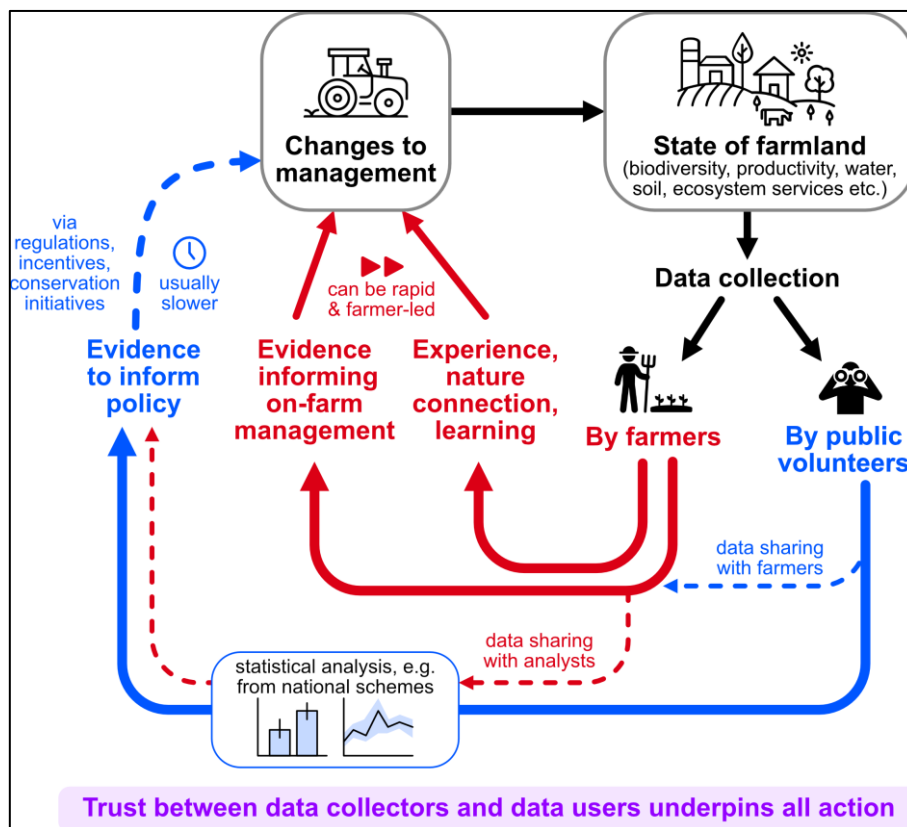 Changes to
management
State of farmland
(biodiversity, productivity, water,
soil, ecosystem services etc.)
via
regulations,
incentives,
conservation
initiatives
usually
slower
can be rapid
& farmer-led
Data collection
Evidence
to inform
policy
Evidence
informing
on-farm
management
Experience,
nature
connection,
learning
By farmers
By public
volunteers
data sharing
with farmers
data sharing
with analysts
statistical analysis, e.g.
from national schemes
Trust between data collectors and data users underpins all action